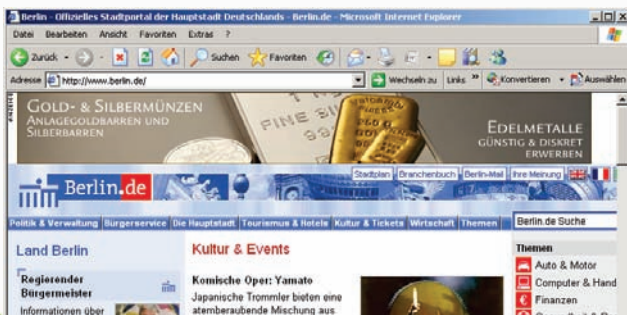 Berlin - Offizielles Stadtportal der Hauptstadt Deutschlands - Berlin.de - Microsoft Internet Explorer
Datei Bearbeiten Ansicht Favoriten Extras ?
Zurück Suchen Favoriten
Adresse http://www.berlin.de/ Wechseln zu Links » Konvertieren Auswählen
GOLD- & SILBERMÜNZEN
ANLAGEGOLDBARREN UND
SILBERBARREN
FINE SI
999
EDELMETALLE
GÜNSTIG & DISKRET
ERWERBEN
Stadtplan Branchenbuch Berlin-Mail Ihre Meinung
Berlin.de
Politik & Verwaltung Bürgerservice Die Hauptstadt Tourismus & Hotels Kultur & Tickets Wirtschaft Themen
Berlin.de Suche
Land Berlin
Regierender
Bürgermeister
Informationen über
Kultur & Events
Komische Oper: Yamato
Japanische Trommler bieten eine
atemberaubende Mischung aus
Themen
Auto & Motor
Computer & Hand
Finanzen